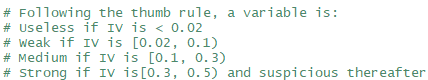 # Following the thumb rule, a variable is:
# Useless if IV is < 0.02
# Weak if IV is [0.02, 0.1)
# Medium if IV is [0.1, 0.3)
# Strong if IV is[0.3, 0.5) and suspicious thereafter